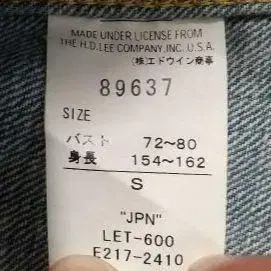 MADE UNDER LICENSE FROM
THE H.D. LEE COMPANY, INC. U.S.A.
(株)エドウイン商事
89637
SIZE
バスト 72~80
身長 154~162
S
"JPN"
LET-600
E217-2410